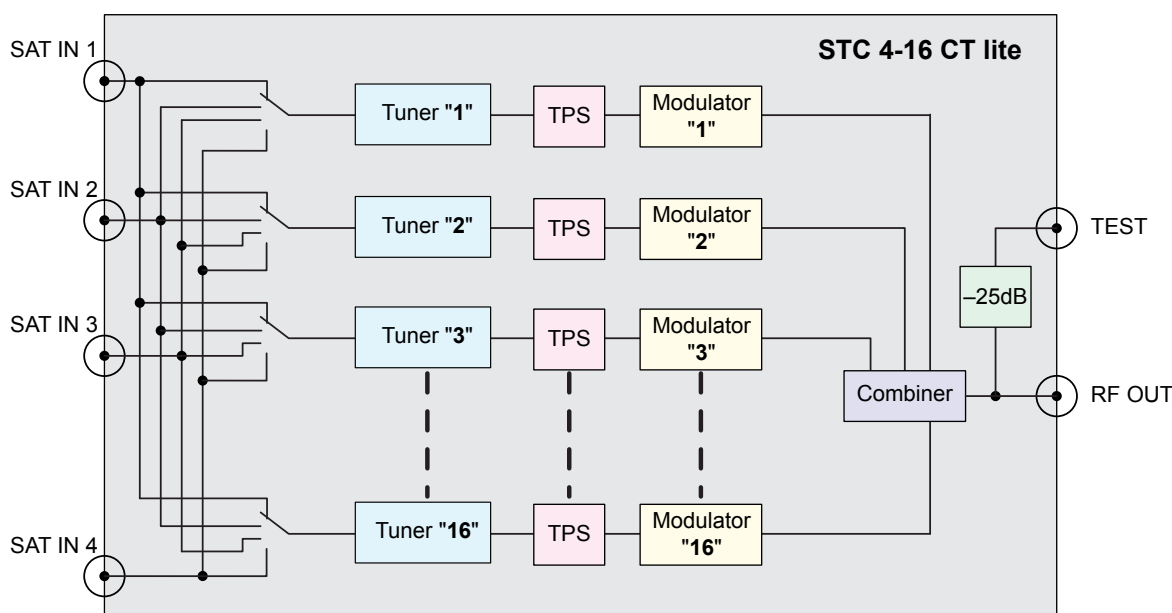 SAT IN 1
STC 4-16 CT lite
Tuner "1"
TPS
Modulator
"1"
SAT IN 2
Tuner "2"
TPS
Modulator
"2"
TEST
–25dB
SAT IN 3
Tuner "3"
TPS
Modulator
"3"
Combiner
RF OUT
SAT IN 4
Tuner "16"
TPS
Modulator
"16"